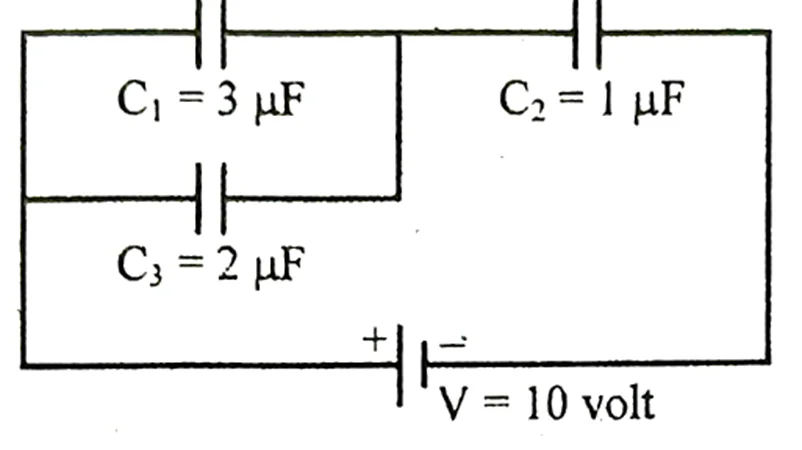 C₁ = 3 μF
C₂ = 1 μF
C₃ = 2 μF
+ −
V = 10 volt